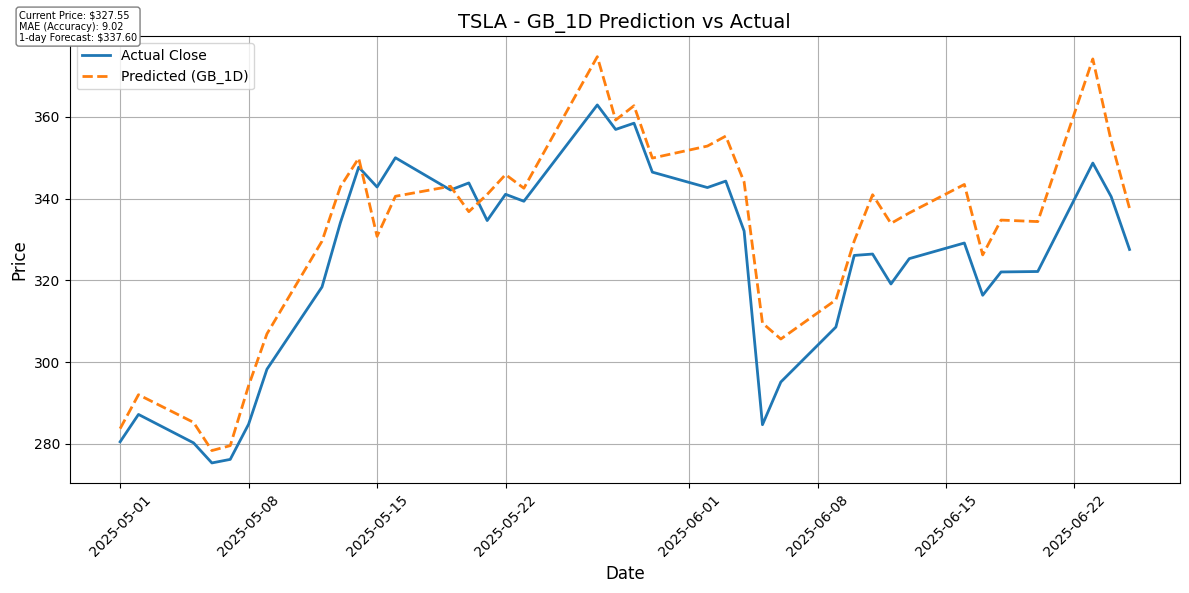 TSLA - GB_1D Prediction vs Actual
Current Price: $327.55
MAE (Accuracy): 9.02
1-day Forecast: $337.60
Actual Close
Predicted (GB_1D)
Price
360
340
320
300
280
2025-05-01
2025-05-08
2025-05-15
2025-05-22
2025-06-01
2025-06-08
2025-06-15
2025-06-22
Date